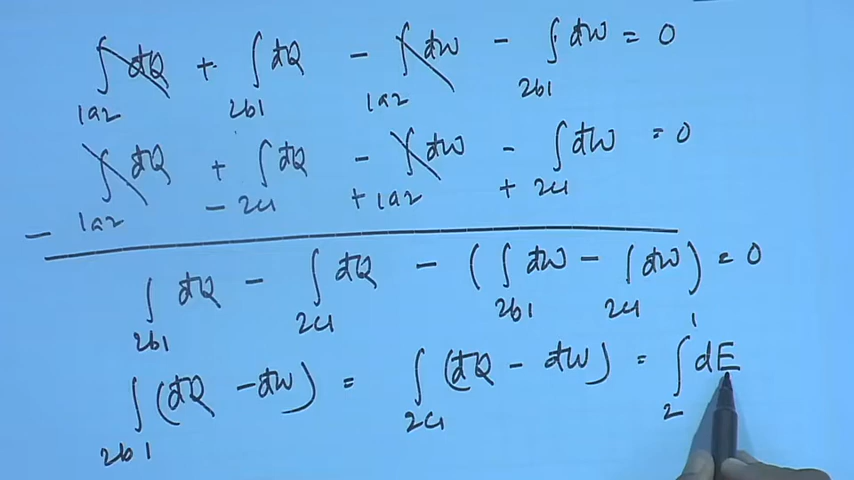 ∫1a2 đQ + ∫2b1 đQ - ∫1a2 đW - ∫2b1 đW = 0
- ∫1a2 đQ + - ∫2c1 đQ - + ∫1a2 đW - + ∫2c1 đW = 0
∫2b1 đQ - ∫2c1 đQ - (∫2b1 đW - ∫2c1 đW) = 0
∫2b1 (đQ - đW) = ∫2c1 (đQ - đW) = ∫2 1 dE